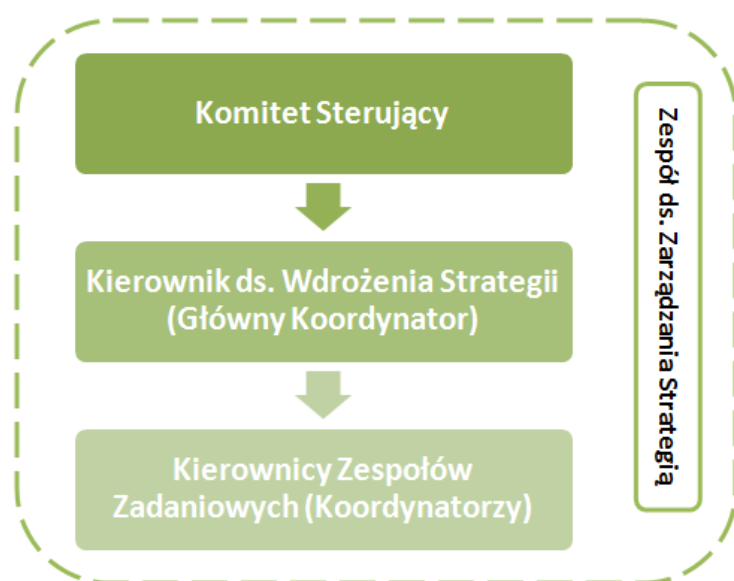 Komitet Sterujący
Kierownik ds. Wdrożenia Strategii
(Główny Koordynator)
Kierownicy Zespołów
Zadaniowych (Koordynatorzy)
Zespół ds. Zarządzania Strategią